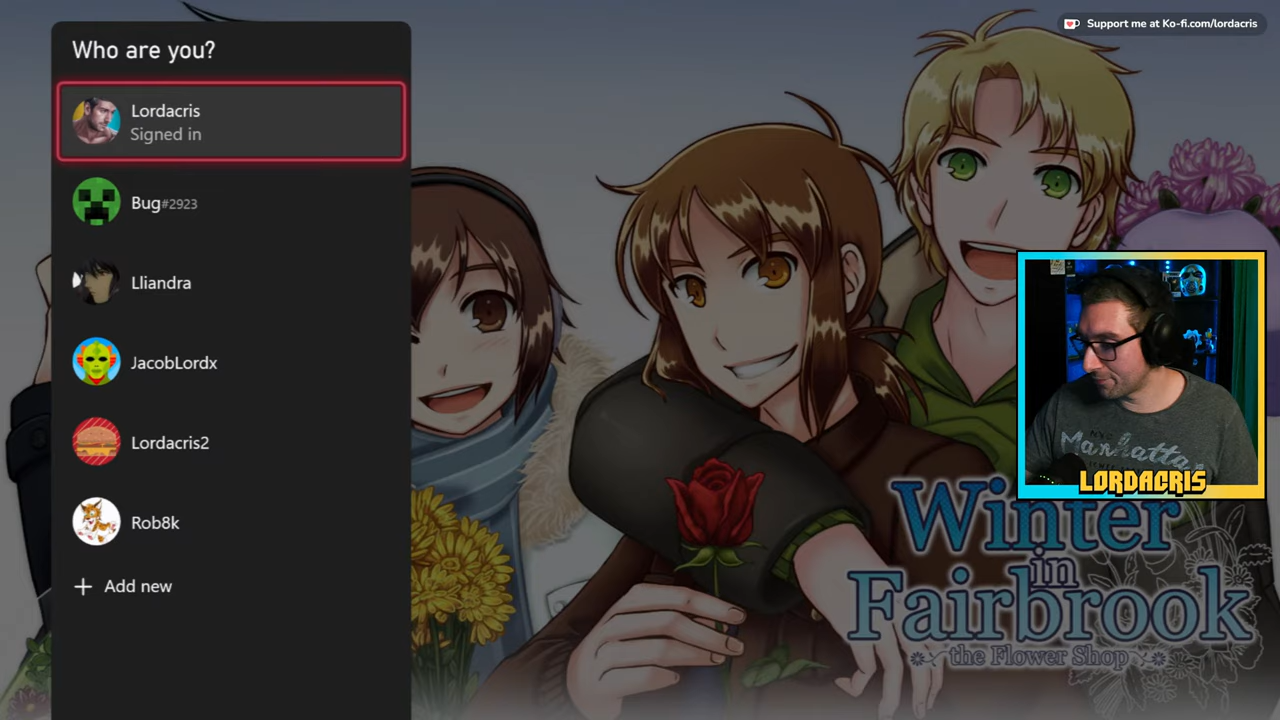 Who are you?
Support me at Ko-fi.com/lordacris
Lordacris
Signed in
Bug#2923
Lliandra
JacobLordx
Lordacris2
Rob8k
+ Add new
Manhattan
LORDACRIS
Winter
in
Fairbrook
the Flower Shop